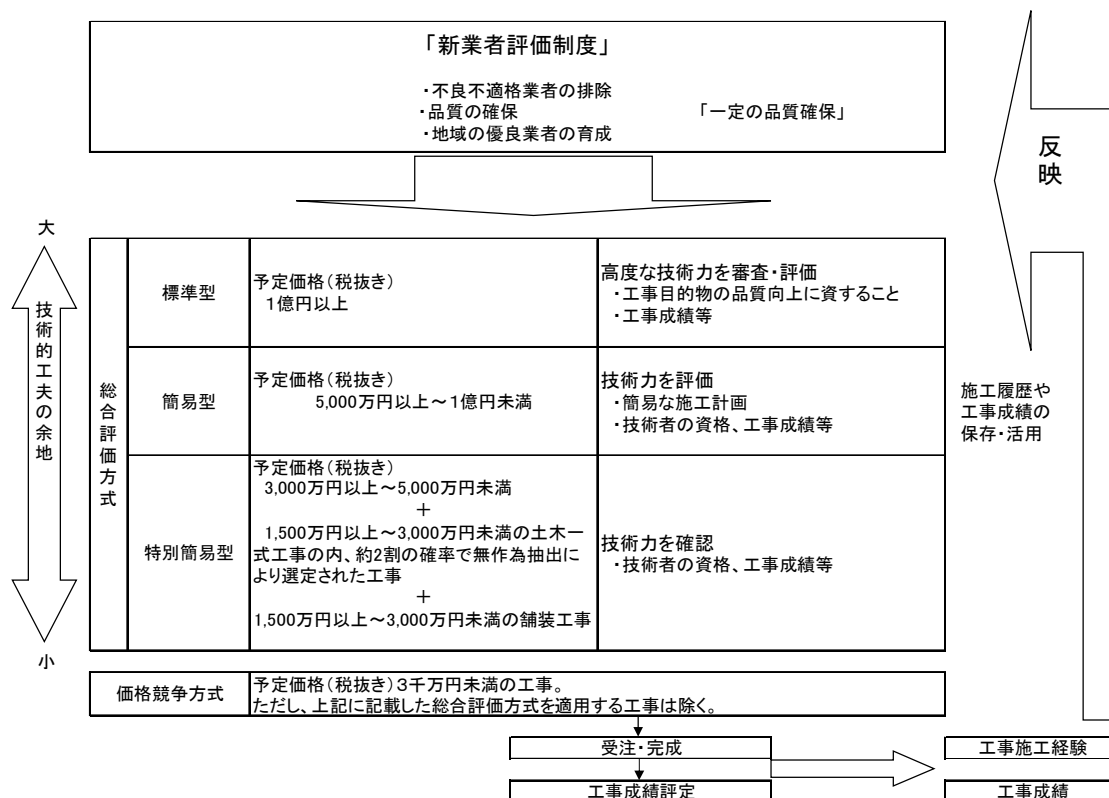 「新業者評価制度」
・不良不適格業者の排除
・品質の確保 「一定の品質確保」
・地域の優良業者の育成
反映
大
技術的工夫の余地
小
総合評価方式
標準型
予定価格(税抜き)
1億円以上
高度な技術力を審査・評価
・工事目的物の品質向上に資すること
・工事成績等
簡易型
予定価格(税抜き)
5,000万円以上~1億円未満
技術力を評価
・簡易な施工計画
・技術者の資格、工事成績等
特別簡易型
予定価格(税抜き)
3,000万円以上~5,000万円未満
+
1,500万円以上~3,000万円未満の土木一
式工事の内、約2割の確率で無作為抽出に
より選定された工事
+
1,500万円以上~3,000万円未満の舗装工事
技術力を確認
・技術者の資格、工事成績等
施工履歴や
工事成績の
保存・活用
価格競争方式
予定価格(税抜き)3千万円未満の工事。
ただし、上記に記載した総合評価方式を適用する工事は除く。
受注・完成
工事施工経験
工事成績評定
工事成績